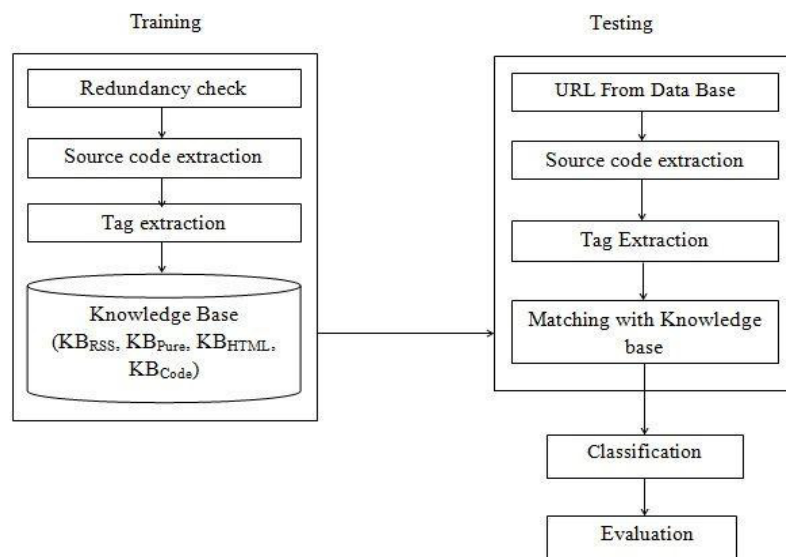 Training
Redundancy check
Source code extraction
Tag extraction
Knowledge Base
(KBRSS, KBPure, KBHTML,
KBCode)
Testing
URL From Data Base
Source code extraction
Tag Extraction
Matching with Knowledge
base
Classification
Evaluation